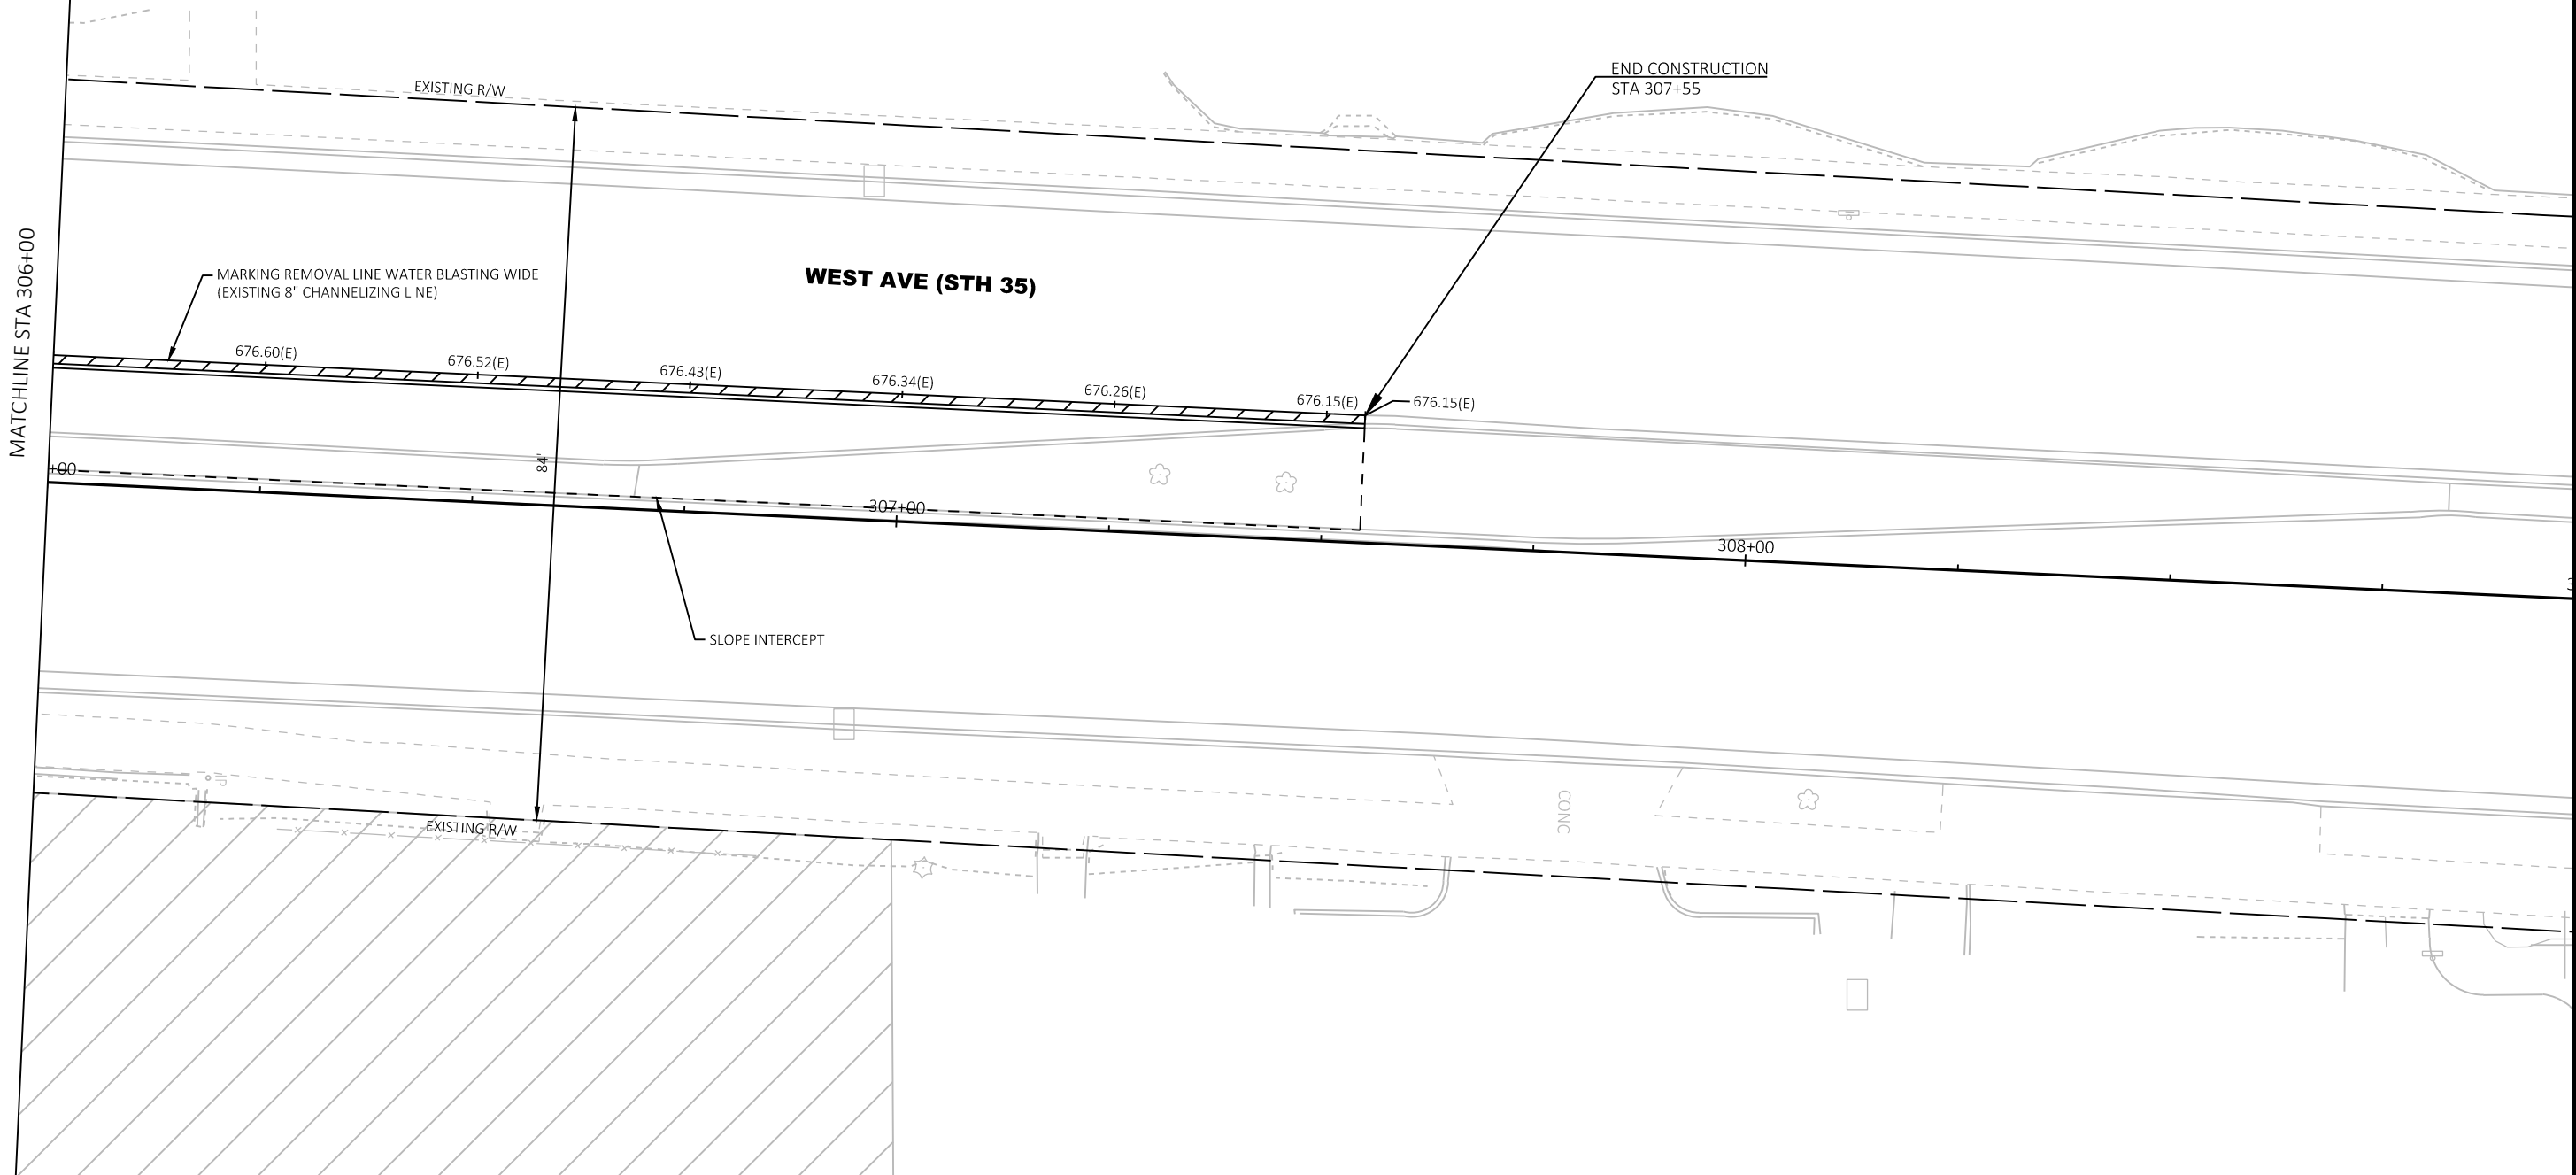 EXISTING R/W
END CONSTRUCTION
STA 307+55
MATCHLINE STA 306+00
MARKING REMOVAL LINE WATER BLASTING WIDE
(EXISTING 8" CHANNELIZING LINE)
WEST AVE (STH 35)
676.60(E)
676.52(E)
676.43(E)
676.34(E)
676.26(E)
676.15(E)
676.15(E)
84'
+00
307+00
308+00
3
SLOPE INTERCEPT
CONC
EXISTING R/W